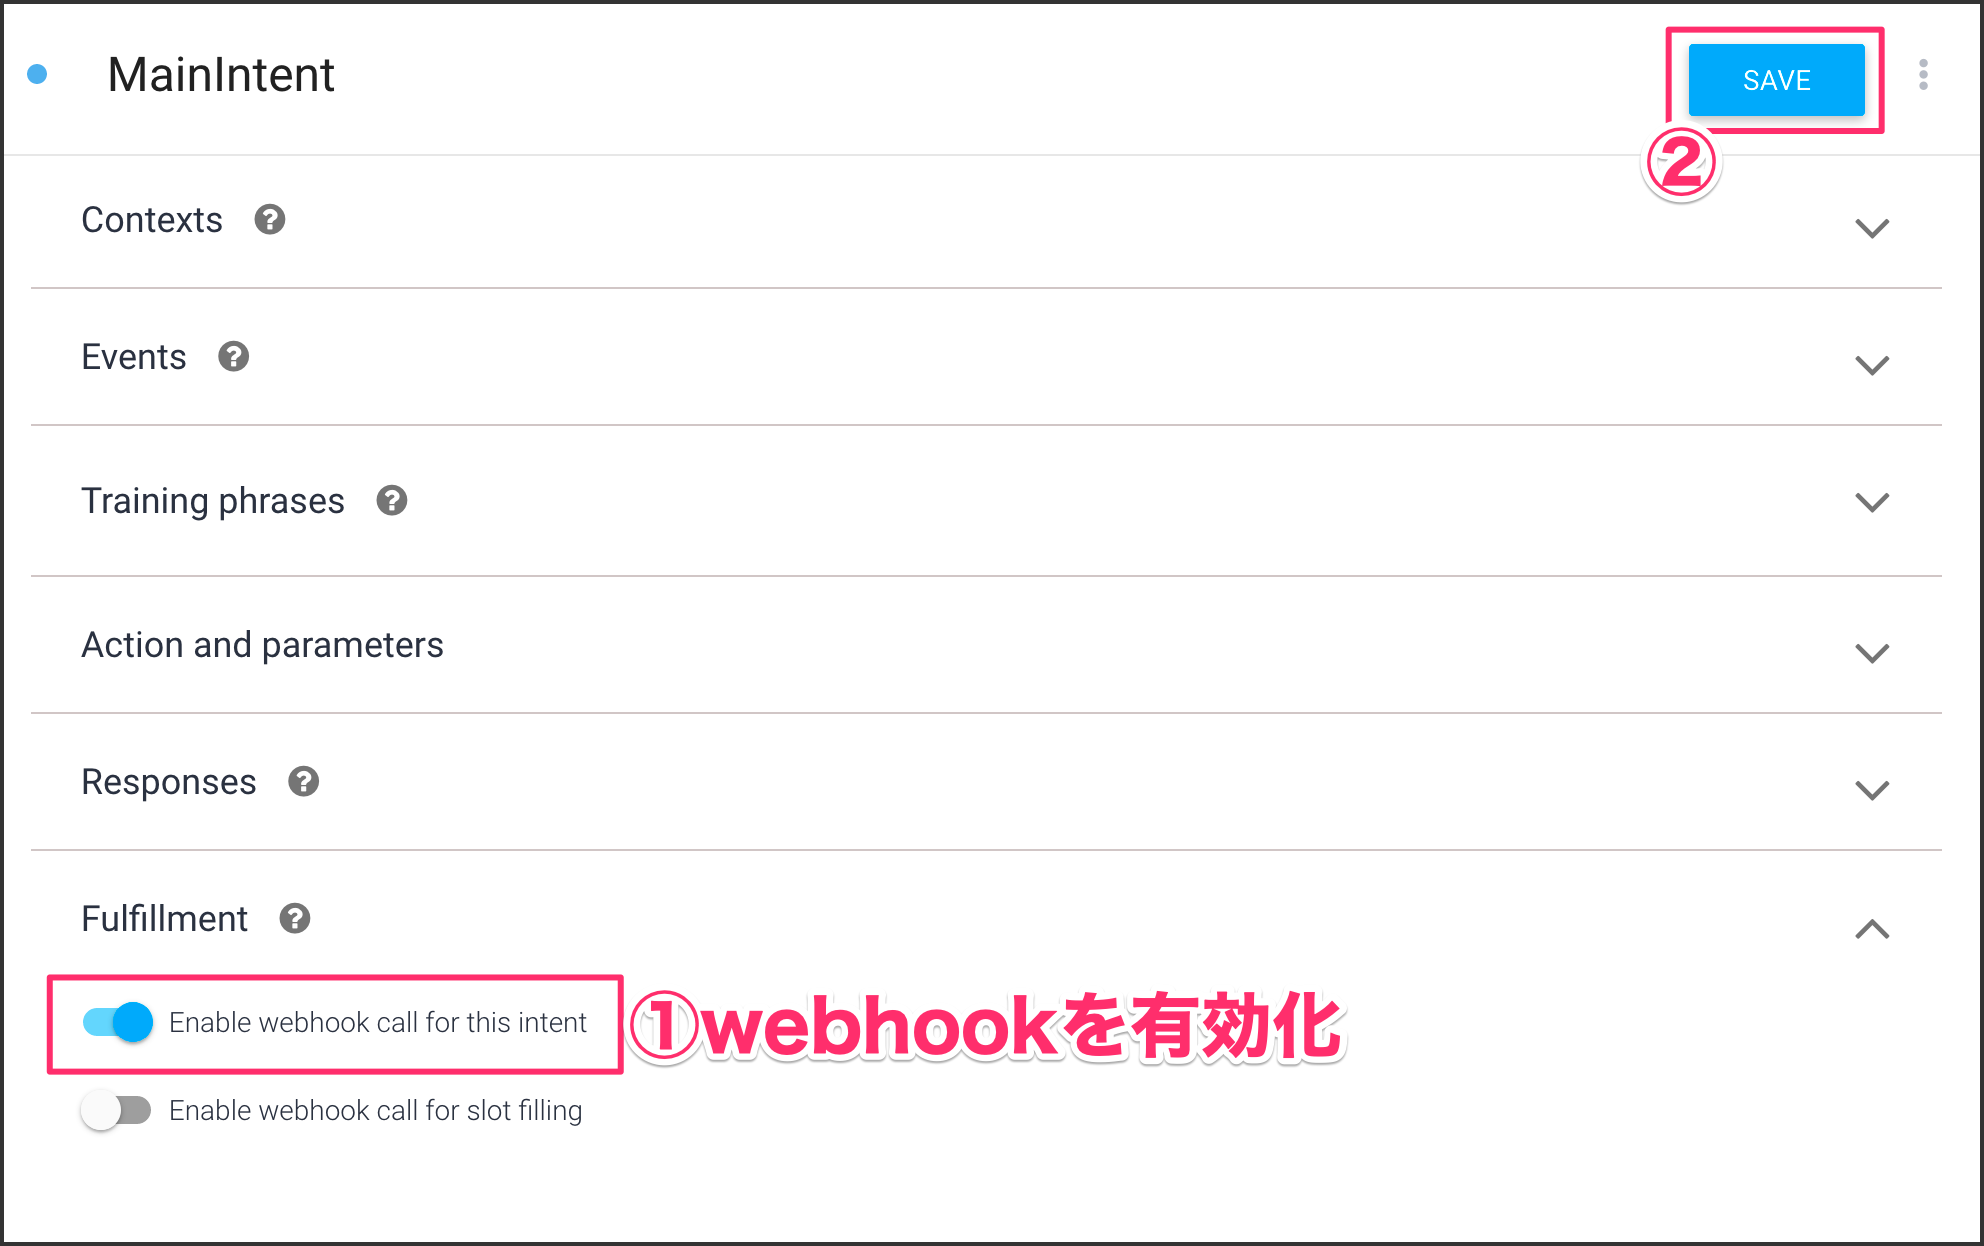 MainIntent
SAVE
②
Contexts
Events
Training phrases
Action and parameters
Responses
Fulfillment
Enable webhook call for this intent
①webhookを有効化
Enable webhook call for slot filling